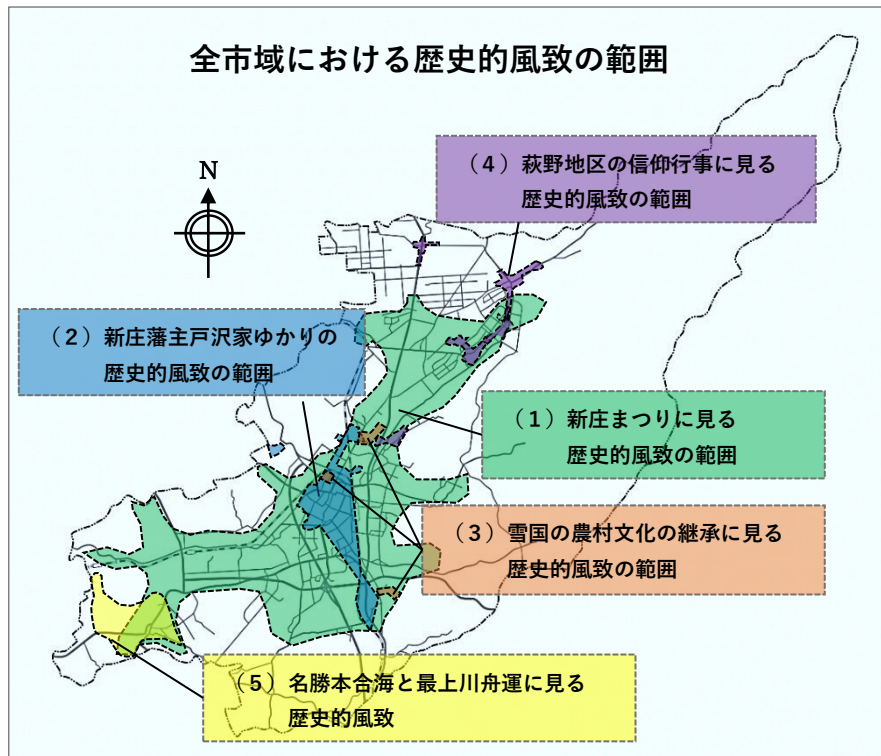 全市域における歴史的風致の範囲
N
（４）萩野地区の信仰行事に見る
歴史的風致の範囲
（２）新庄藩主戸沢家ゆかりの
歴史的風致の範囲
（１）新庄まつりに見る
歴史的風致の範囲
（３）雪国の農村文化の継承に見る
歴史的風致の範囲
（５）名勝本合海と最上川舟運に見る
歴史的風致